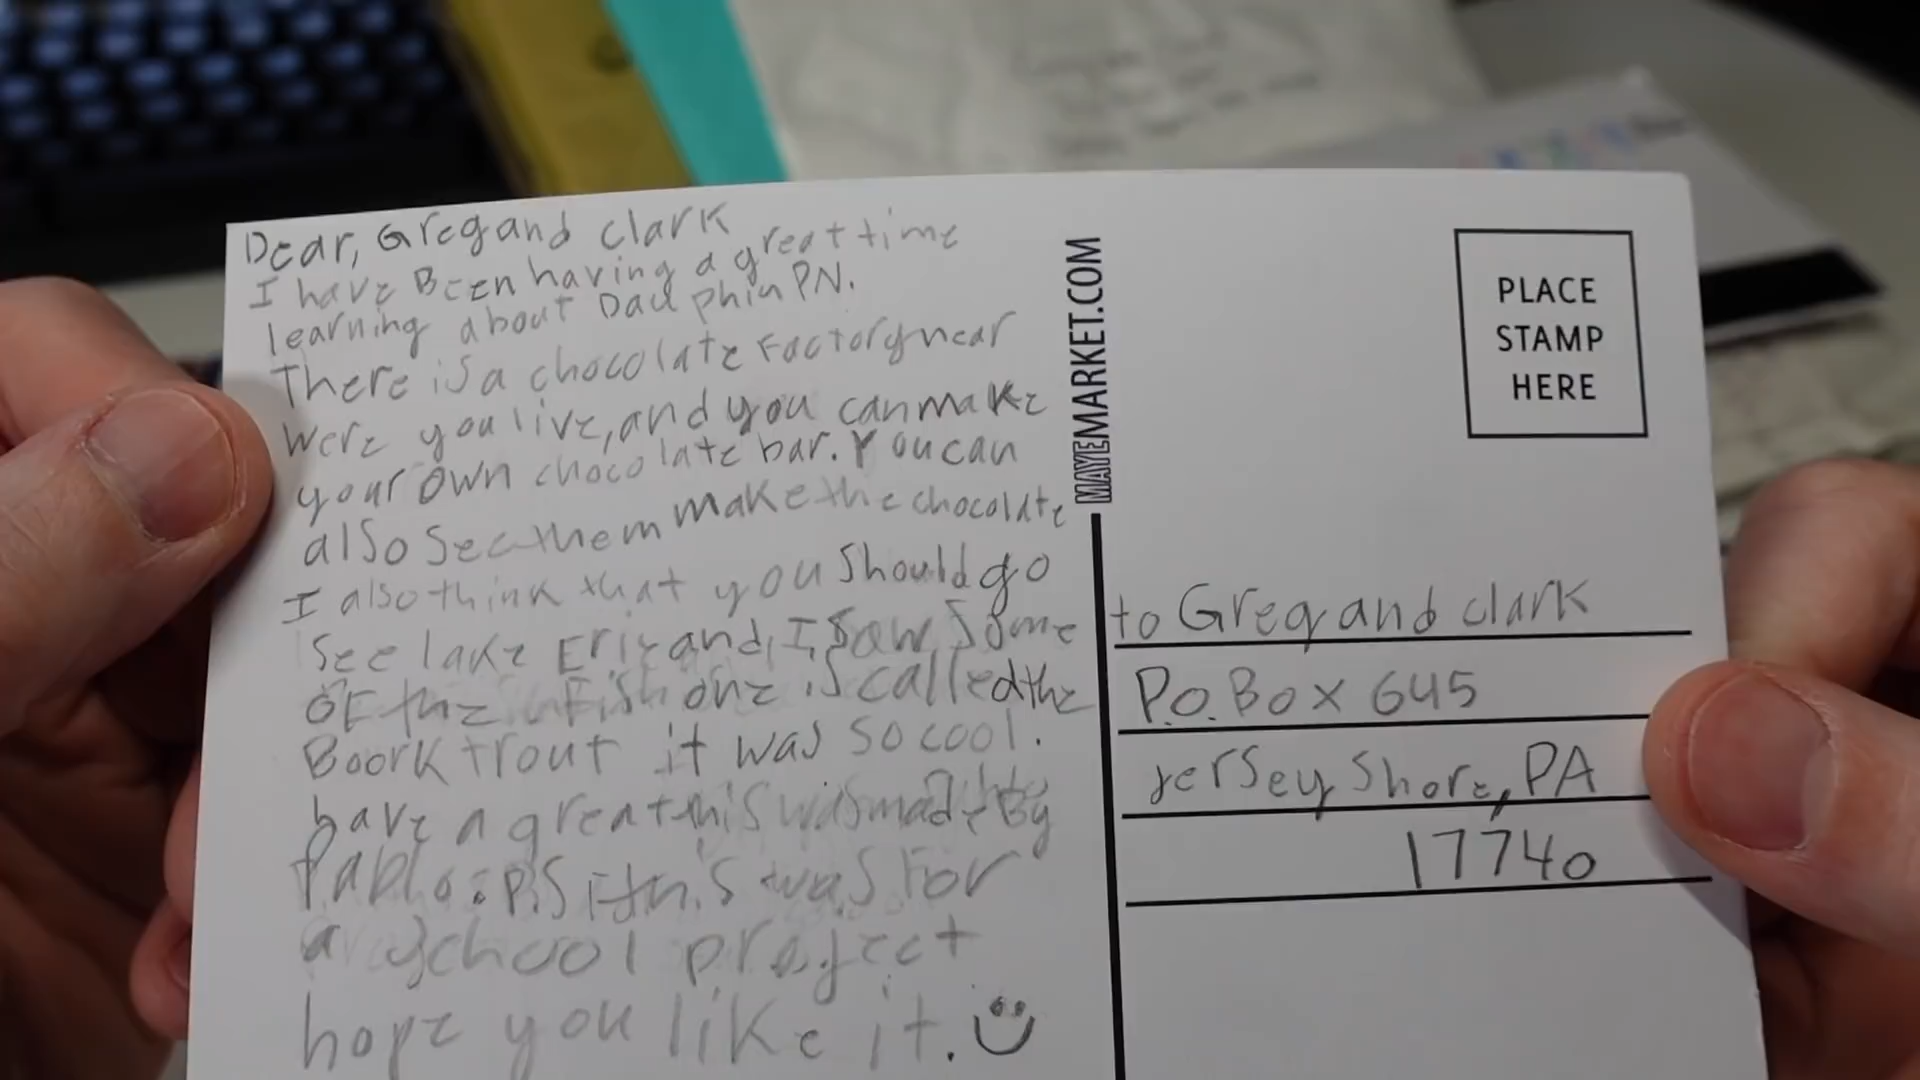 Dear, Greg and Clark
I have Been having a great time
learning about Dauphin PN.
There is a chocolate Factory near
were you live, and you can make
your own chocolate bar. You can
also see them make the chocolate
I also think that you should go
see lake Erie and, I saw some
OF the Fish one is called the
Boork trout it was so cool.
have a great this was made By
Pablo. P.S this was For
a school project
hope you like it.
MAYEMARKET.COM
PLACE
STAMP
HERE
to Greg and Clark
P.O. Box 645
Jersey Shore, PA
17740